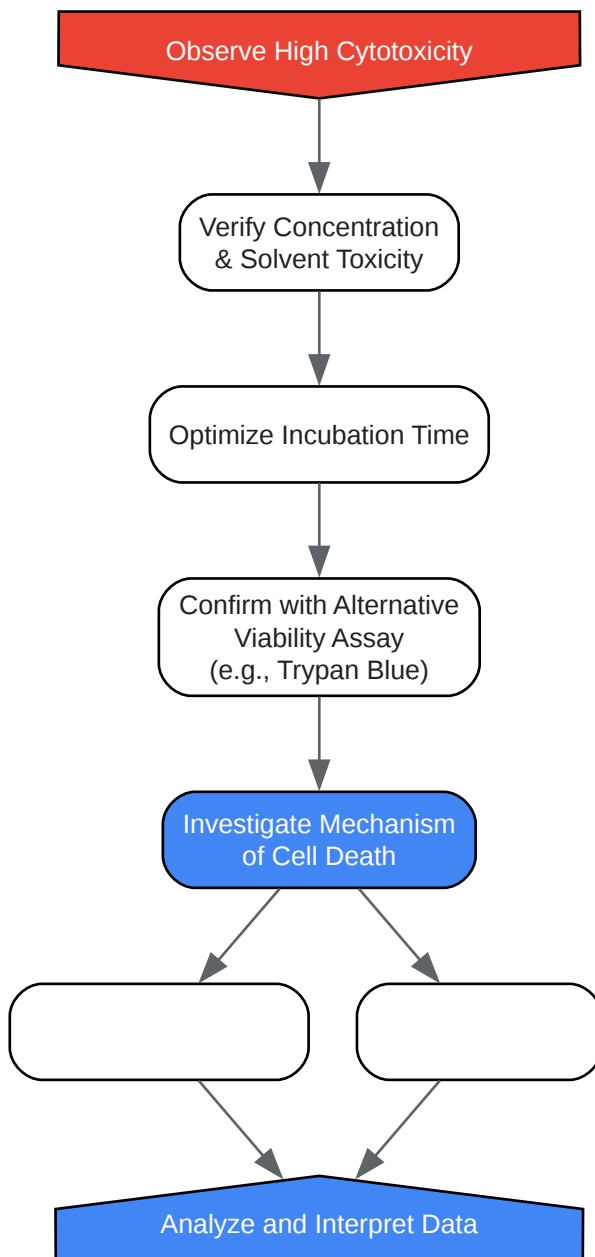 Observe High Cytotoxicity
Verify Concentration
& Solvent Toxicity
Optimize Incubation Time
Confirm with Alternative
Viability Assay
(e.g., Trypan Blue)
Investigate Mechanism
of Cell Death
Analyze and Interpret Data